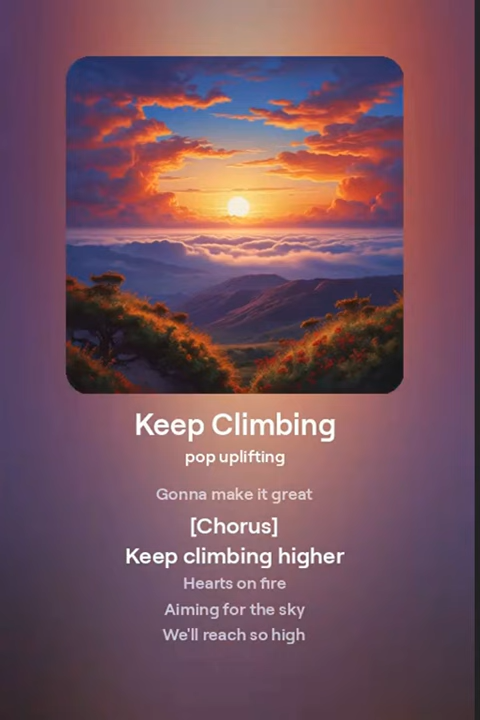 Keep Climbing
pop uplifting
Gonna make it great
[Chorus]
Keep climbing higher
Hearts on fire
Aiming for the sky
We'll reach so high